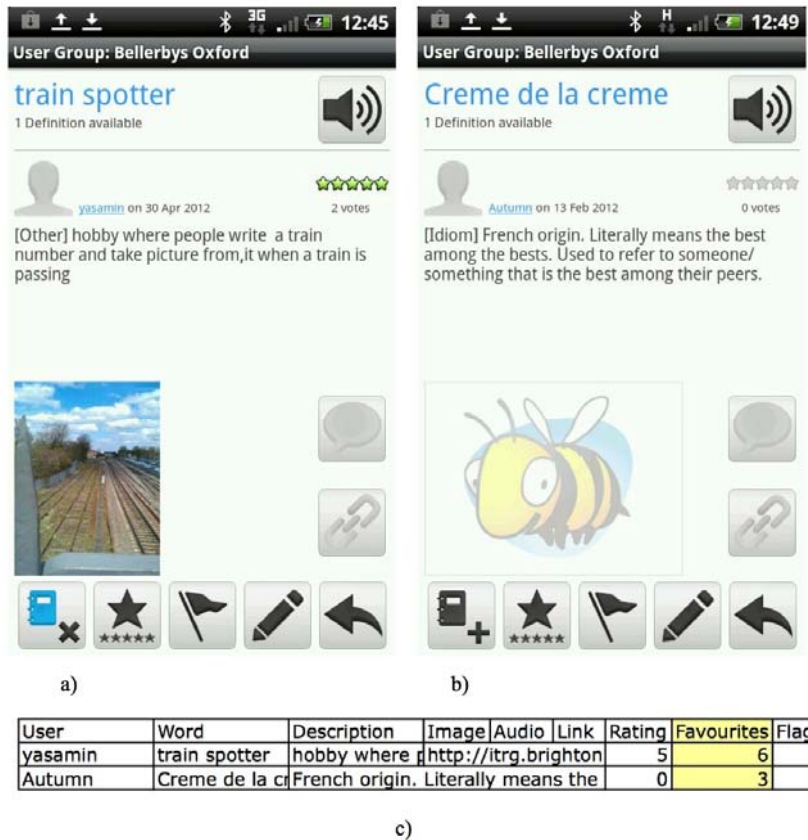 3G 12:45
User Group: Bellerbys Oxford
train spotter
1 Definition available
yasamin on 30 Apr 2012
2 votes
[Other] hobby where people write a train
number and take picture from,it when a train is
passing
a)
H 12:49
User Group: Bellerbys Oxford
Creme de la creme
1 Definition available
Autumn on 13 Feb 2012
0 votes
[Idiom] French origin. Literally means the best
among the bests. Used to refer to someone/
something that is the best among their peers.
b)
User Word Description Image Audio Link Rating Favourites Flag
yasamin train spotter hobby where p http://itrg.brighton 5 6
Autumn Creme de la cr French origin. Literally means the 0 3
c)